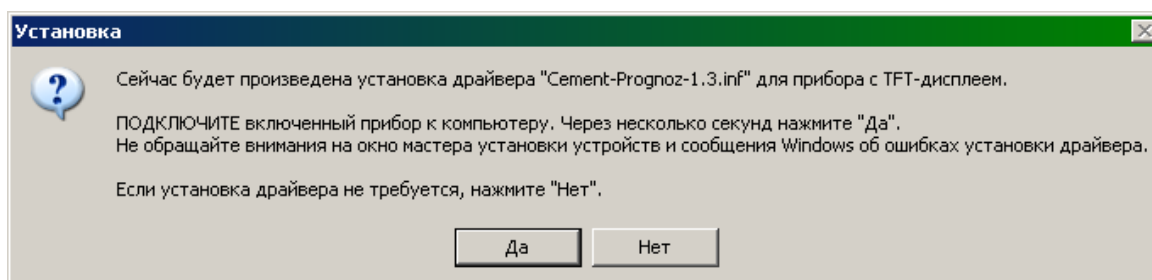 Установка
Сейчас будет произведена установка драйвера "Cement-Prognoz-1.3.inf" для прибора с TFT-дисплеем.
ПОДКЛЮЧИТЕ включенный прибор к компьютеру. Через несколько секунд нажмите "Да".
Не обращайте внимания на окно мастера установки устройств и сообщения Windows об ошибках установки драйвера.
Если установка драйвера не требуется, нажмите "Нет".
Да
Нет